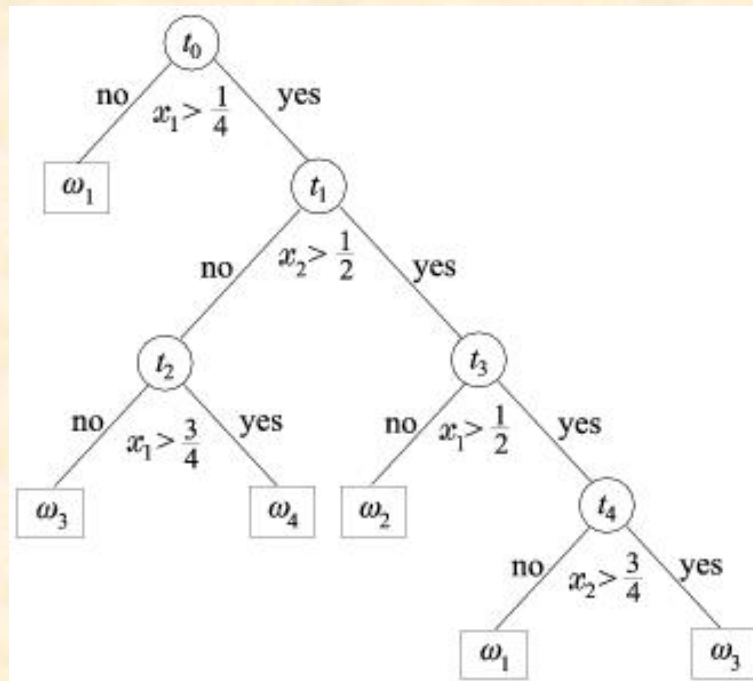 t₀
no x₁ > 1/4 yes
ω₁ t₁
no x₂ > 1/2 yes
t₂ t₃
no x₁ > 3/4 yes no x₁ > 1/2 yes
ω₃ ω₄ ω₂ t₄
no x₂ > 3/4 yes
ω₁ ω₃